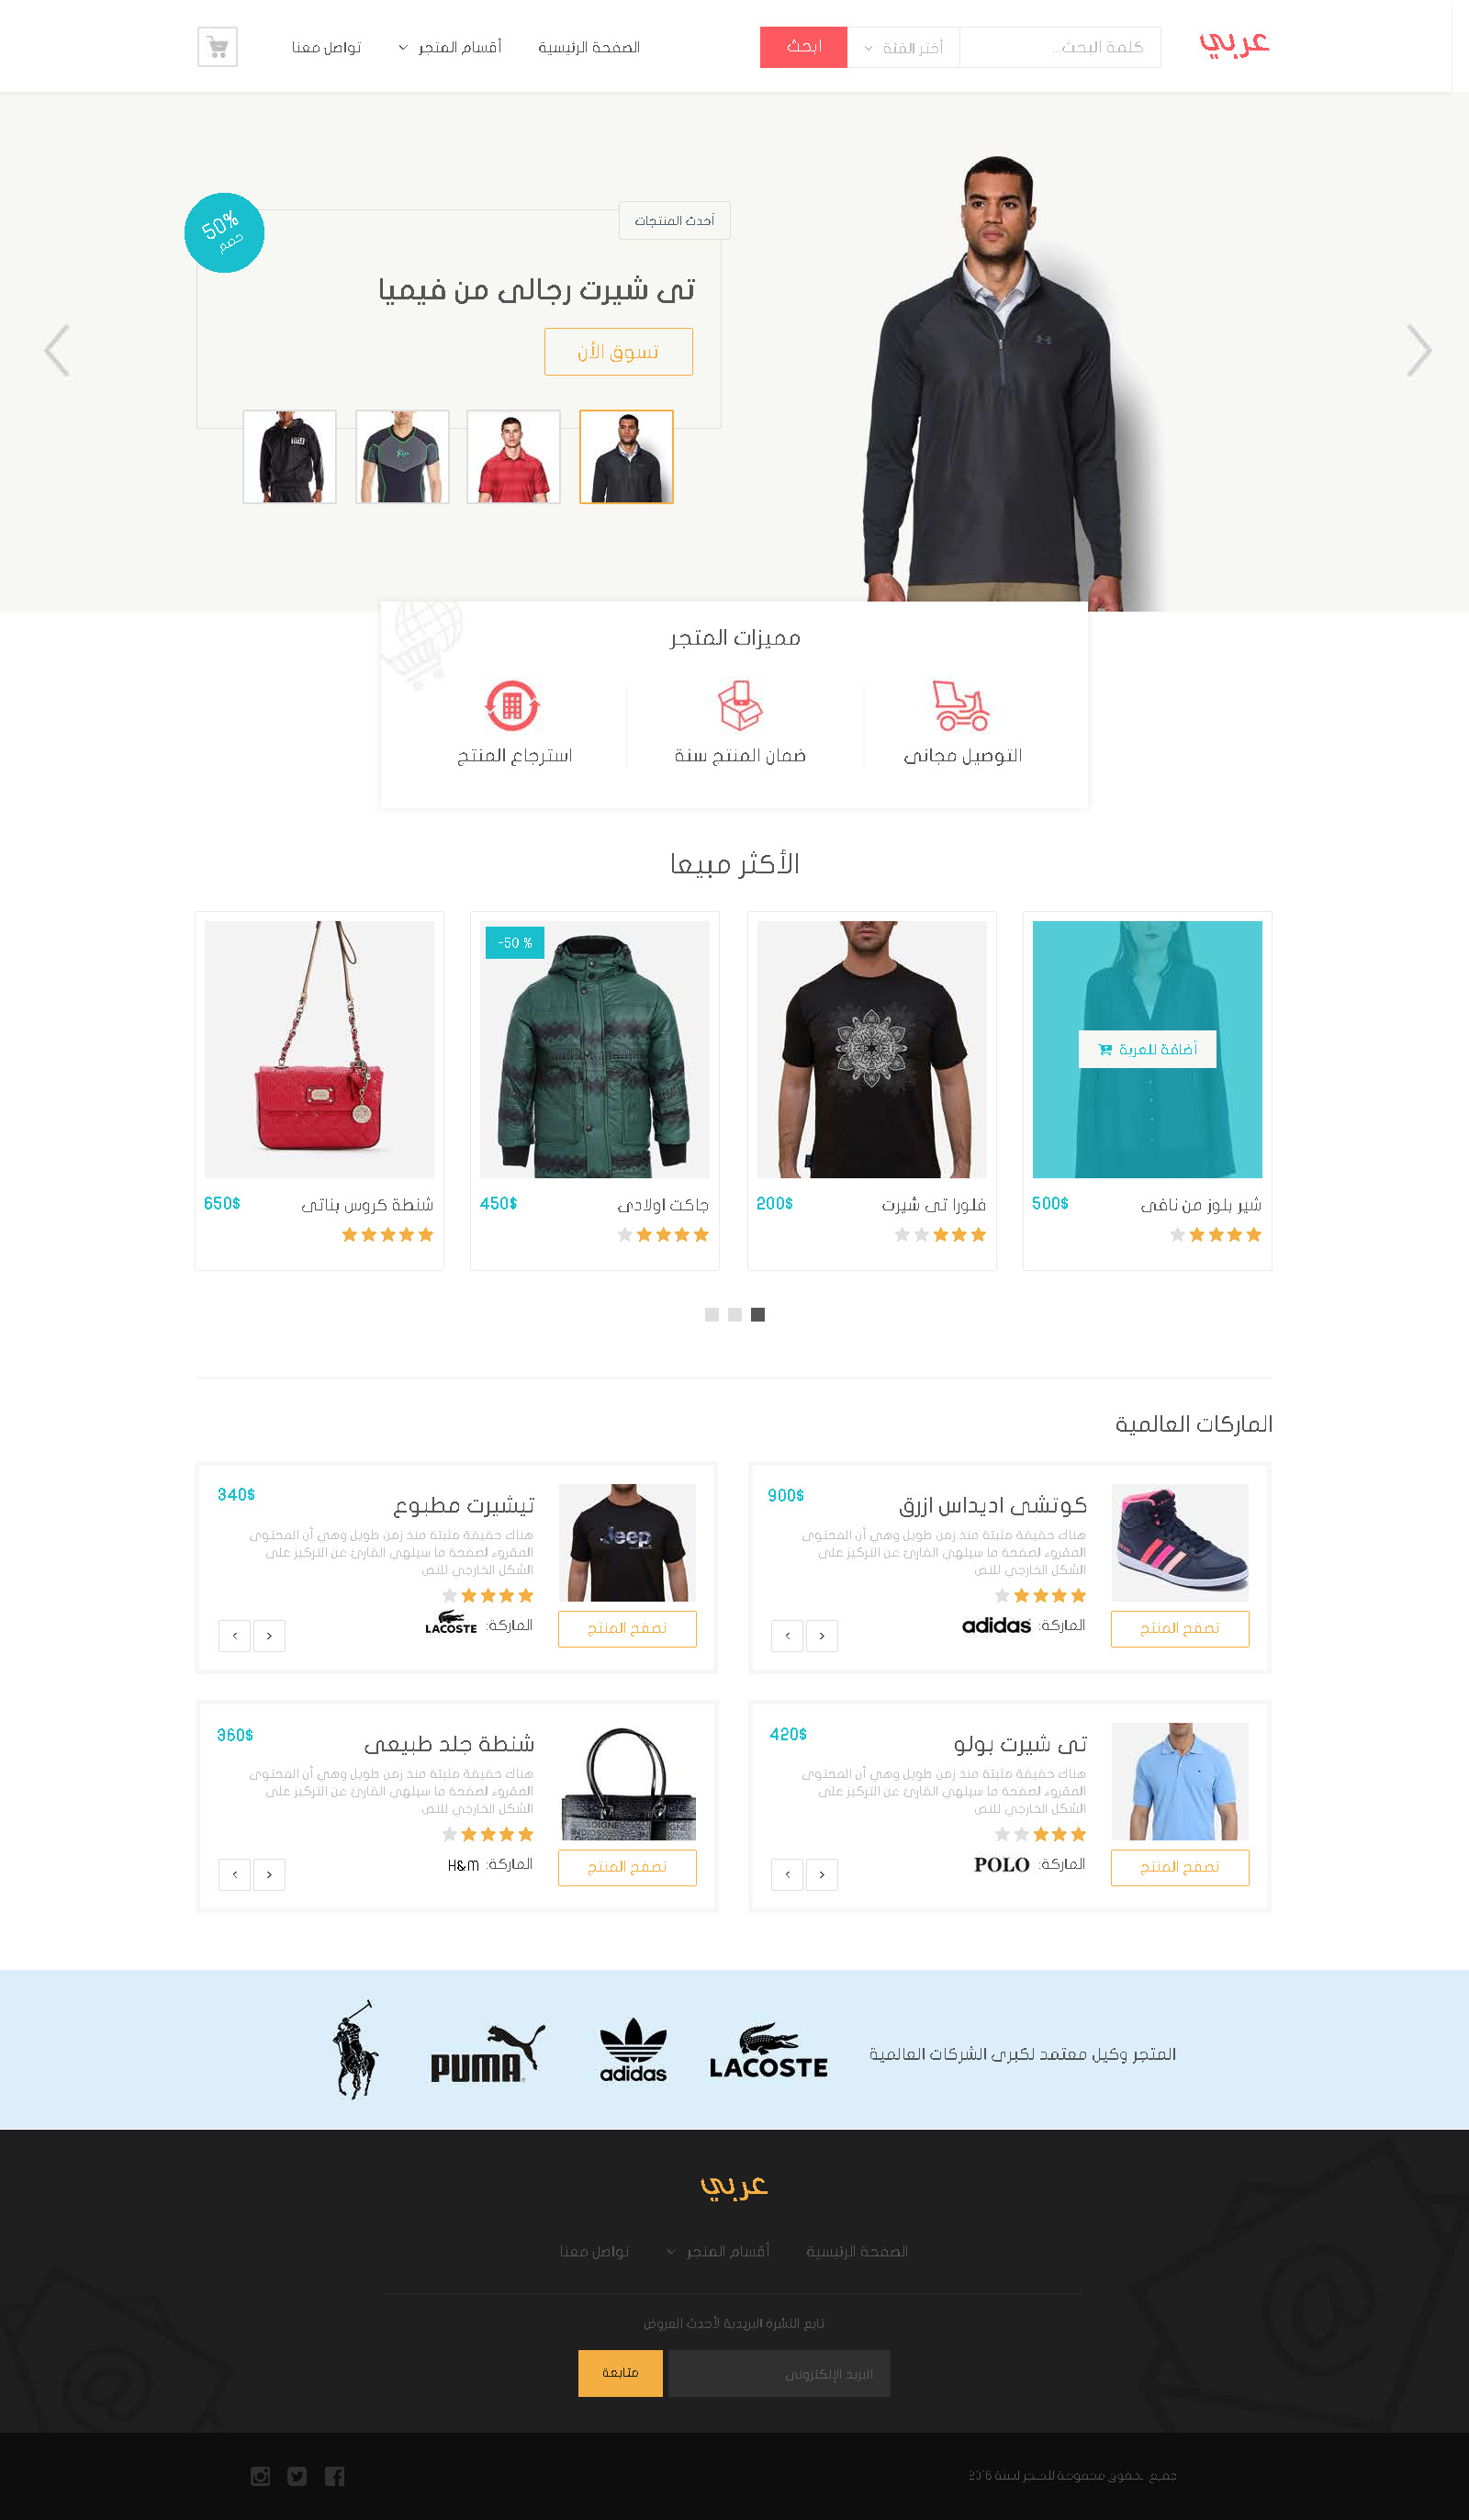 عربي
كلمة البحث...
أختر الفئة
ابحث
الصفحة الرئيسية
أقسام المتجر
تواصل معنا
50%
خصم
أحدث المنتجات
تى شيرت رجالى من فيميا
تسوق الأن
مميزات المتجر
التوصيل مجانى
ضمان المنتج سنة
استرجاع المنتج
الأكثر مبيعا
أضافة للعربة
-50 %
شير بلوز من نافى
500$
فلورا تى شيرت
200$
جاكت اولادى
450$
شنطة كروس بناتى
650$
الماركات العالمية
كوتشى اديداس ازرق
900$
هناك حقيقة مثبتة منذ زمن طويل وهي أن المحتوى
المقروء لصفحة ما سيلهي القارئ عن التركيز على
الشكل الخارجي للنص
الماركة: adidas
تصفح المنتج
تيشيرت مطبوع
340$
Jeep
هناك حقيقة مثبتة منذ زمن طويل وهي أن المحتوى
المقروء لصفحة ما سيلهي القارئ عن التركيز على
الشكل الخارجي للنص
الماركة: LACOSTE
تصفح المنتج
تى شيرت بولو
420$
هناك حقيقة مثبتة منذ زمن طويل وهي أن المحتوى
المقروء لصفحة ما سيلهي القارئ عن التركيز على
الشكل الخارجي للنص
الماركة: POLO
تصفح المنتج
شنطة جلد طبيعى
360$
هناك حقيقة مثبتة منذ زمن طويل وهي أن المحتوى
المقروء لصفحة ما سيلهي القارئ عن التركيز على
الشكل الخارجي للنص
الماركة: H&M
تصفح المنتج
المتجر وكيل معتمد لكبرى الشركات العالمية
LACOSTE
adidas
PUMA
عربي
الصفحة الرئيسية
أقسام المتجر
تواصل معنا
تابع النشرة البريدية لأحدث العروض
البريد الإلكترونى
متابعة
جميع الحقوق محفوظة للمتجر لسنة 2016